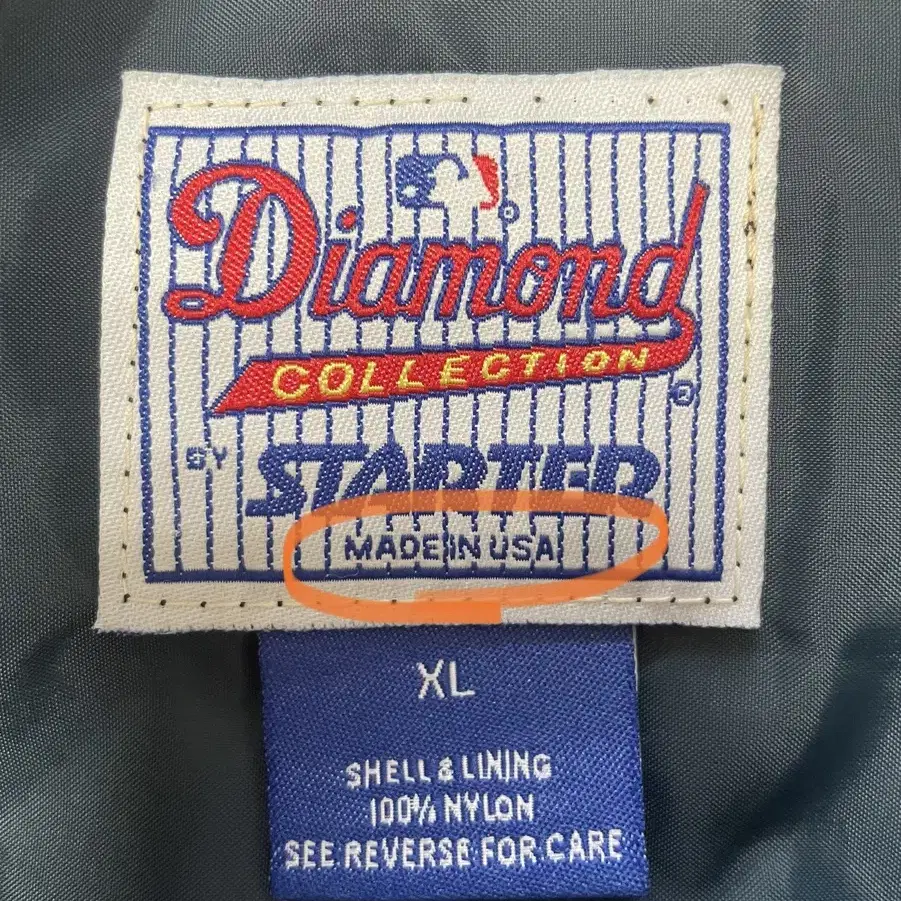 Diamond
COLLECTION
BY STARTER
MADE IN USA
XL
SHELL & LINING
100% NYLON
SEE REVERSE FOR CARE